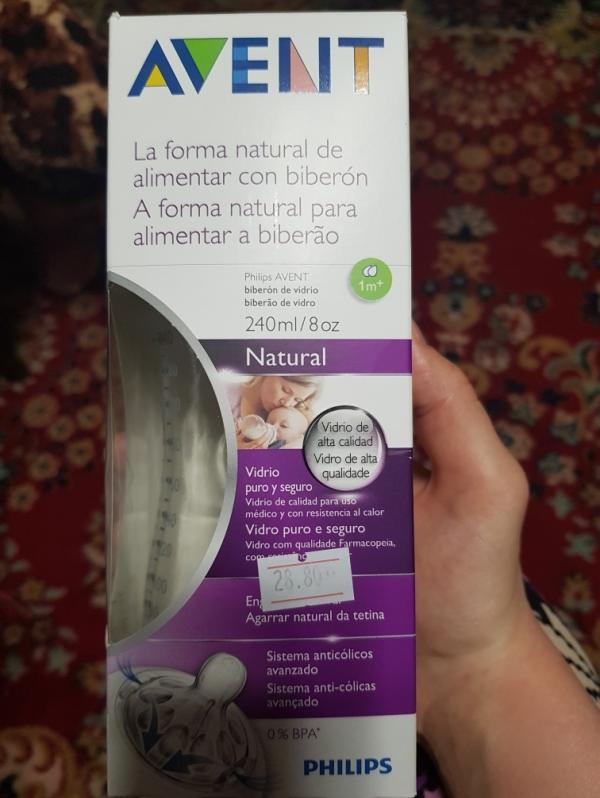 AVENT
La forma natural de
alimentar con biberón
A forma natural para
alimentar a biberão
Philips AVENT
biberón de vidrio
biberão de vidro
1m+
240ml/8oz
Natural
Vidrio de
alta calidad
Vidro de alta
qualidade
Vidrio
puro y seguro
Vidrio de calidad para uso
médico y con resistencia al calor
Vidro puro e seguro
Vidro com qualidade Farmacopeia,
com
28.80
Agarrar natural da tetina
Sistema anticólicos
avanzado
Sistema anti-cólicas
avançado
0% BPA*
PHILIPS